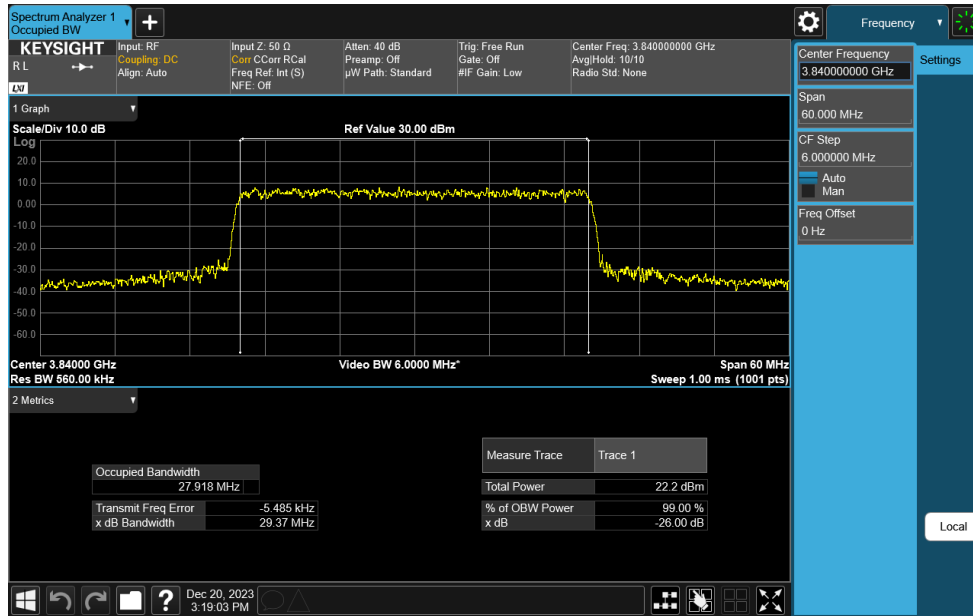 Spectrum Analyzer 1
Occupied BW
Frequency
KEYSIGHT
R L
LXI
Input: RF
Coupling: DC
Align: Auto
Input Z: 50 Ω
Corr CCorr RCal
Freq Ref: Int (S)
NFE: Off
Atten: 40 dB
Preamp: Off
µW Path: Standard
Trig: Free Run
Gate: Off
#IF Gain: Low
Center Freq: 3.840000000 GHz
Avg|Hold: 10/10
Radio Std: None
Center Frequency
3.840000000 GHz
Settings
Span
60.000 MHz
CF Step
6.000000 MHz
Auto
Man
Freq Offset
0 Hz
Local
1 Graph
Scale/Div 10.0 dB
Ref Value 30.00 dBm
Log
20.0
10.0
0.00
-10.0
-20.0
-30.0
-40.0
-50.0
-60.0
Center 3.84000 GHz
Video BW 6.0000 MHz*
Span 60 MHz
Res BW 560.00 kHz
Sweep 1.00 ms (1001 pts)
2 Metrics
Occupied Bandwidth
27.918 MHz
Transmit Freq Error -5.485 kHz
x dB Bandwidth 29.37 MHz
Measure Trace Trace 1
Total Power 22.2 dBm
% of OBW Power 99.00 %
x dB -26.00 dB
?
Dec 20, 2023
3:19:03 PM